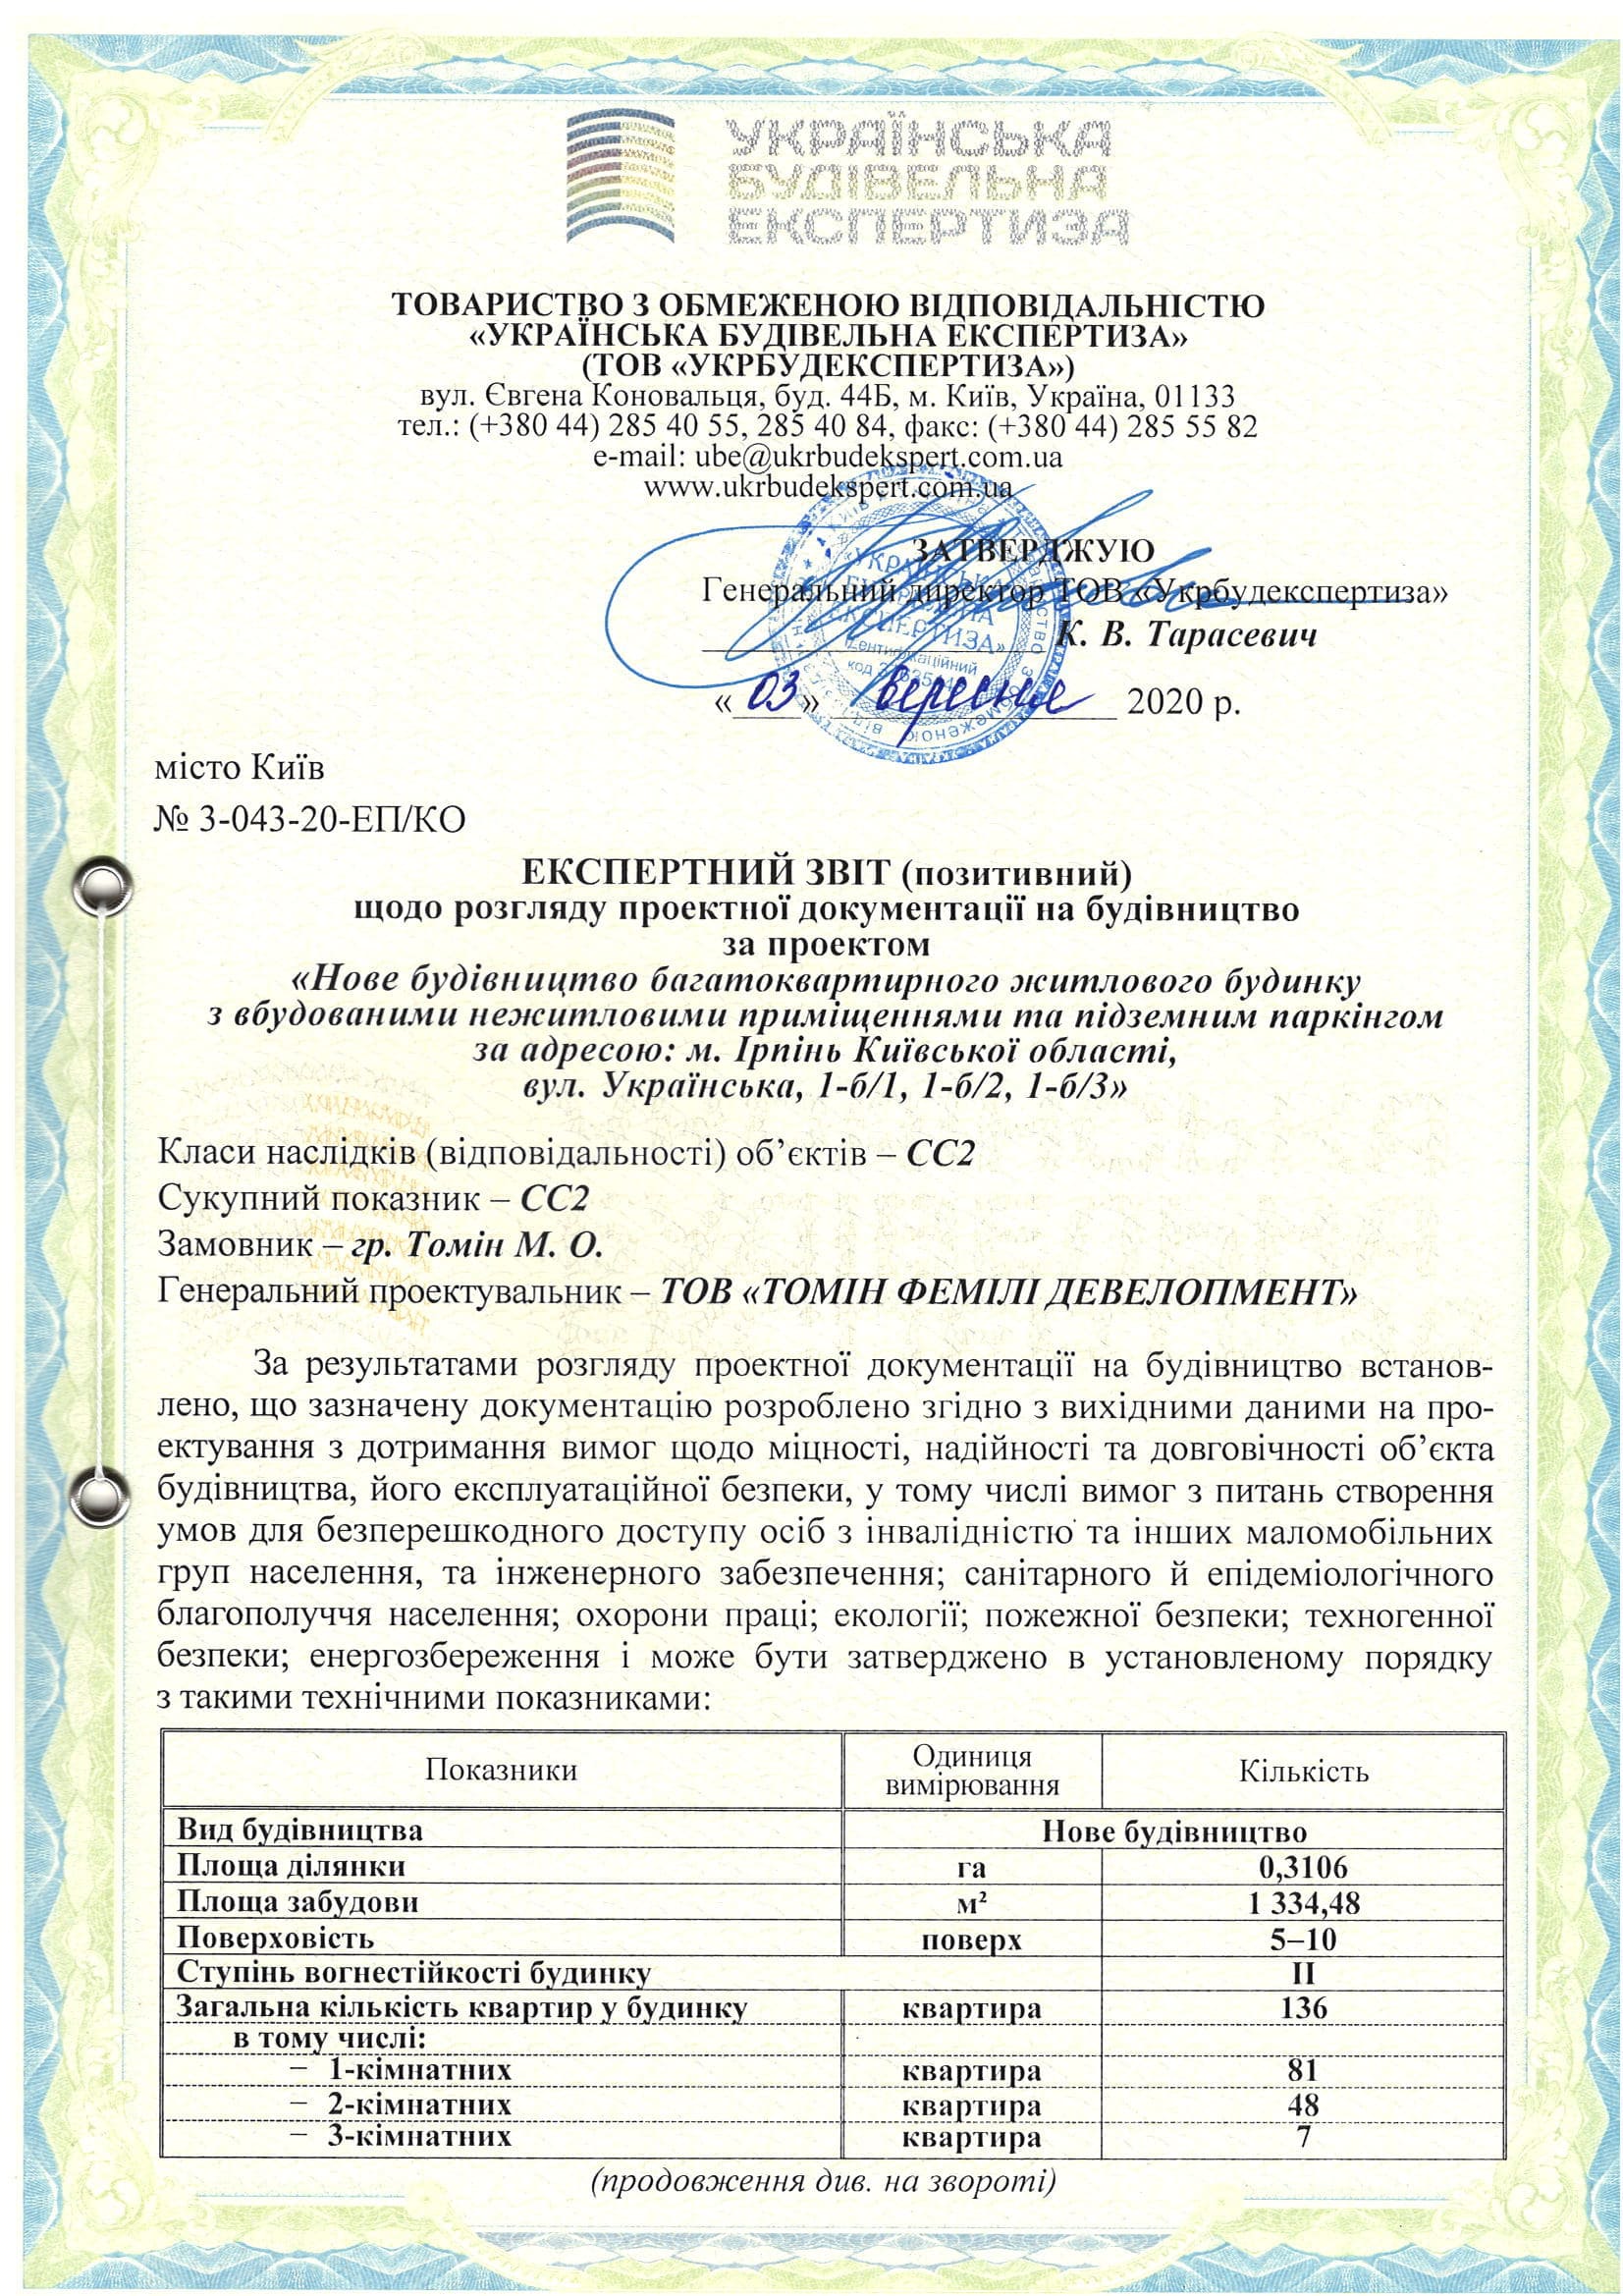 УКРАЇНСЬКА
БУДІВЕЛЬНА
ЕКСПЕРТИЗА
ТОВАРИСТВО З ОБМЕЖЕНОЮ ВІДПОВІДАЛЬНІСТЮ
«УКРАЇНСЬКА БУДІВЕЛЬНА ЕКСПЕРТИЗА»
(ТОВ «УКРБУДЕКСПЕРТИЗА»)
вул. Євгена Коновальця, буд. 44Б, м. Київ, Україна, 01133
тел.: (+380 44) 285 40 55, 285 40 84, факс: (+380 44) 285 55 82
e-mail: ube@ukrbudekspert.com.ua
www.ukrbudekspert.com.ua
ЗАТВЕРДЖУЮ
Генеральний директор ТОВ «Укрбудекспертиза»
К. В. Тарасевич
« 03 » вересня 2020 р.
місто Київ
№ 3-043-20-ЕП/КО
ЕКСПЕРТНИЙ ЗВІТ (позитивний)
щодо розгляду проектної документації на будівництво
за проектом
«Нове будівництво багатоквартирного житлового будинку
з вбудованими нежитловими приміщеннями та підземним паркінгом
за адресою: м. Ірпінь Київської області,
вул. Українська, 1-б/1, 1-б/2, 1-б/3»
Класи наслідків (відповідальності) об’єктів – СС2
Сукупний показник – СС2
Замовник – гр. Томін М. О.
Генеральний проектувальник – ТОВ «ТОМІН ФЕМІЛІ ДЕВЕЛОПМЕНТ»
За результатами розгляду проектної документації на будівництво встанов-
лено, що зазначену документацію розроблено згідно з вихідними даними на про-
ектування з дотримання вимог щодо міцності, надійності та довговічності об’єкта
будівництва, його експлуатаційної безпеки, у тому числі вимог з питань створення
умов для безперешкодного доступу осіб з інвалідністю та інших маломобільних
груп населення, та інженерного забезпечення; санітарного й епідеміологічного
благополуччя населення; охорони праці; екології; пожежної безпеки; техногенної
безпеки; енергозбереження і може бути затверджено в установленому порядку
з такими технічними показниками:
Показники Одиниця вимірювання Кількість
Вид будівництва Нове будівництво
Площа ділянки га 0,3106
Площа забудови м² 1 334,48
Поверховість поверх 5–10
Ступінь вогнестійкості будинку ІІ
Загальна кількість квартир у будинку квартира 136
в тому числі:
– 1-кімнатних квартира 81
– 2-кімнатних квартира 48
– 3-кімнатних квартира 7
(продовження див. на звороті)